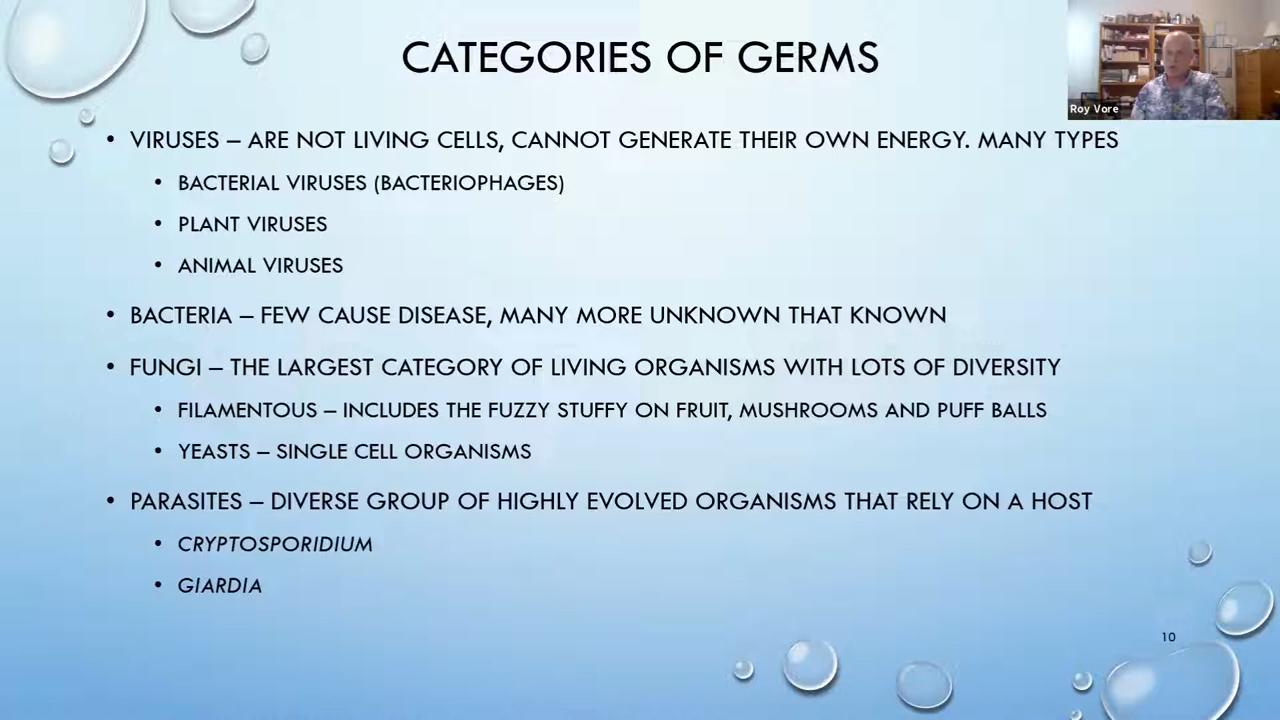 CATEGORIES OF GERMS
Roy Vore
• VIRUSES – ARE NOT LIVING CELLS, CANNOT GENERATE THEIR OWN ENERGY. MANY TYPES
• BACTERIAL VIRUSES (BACTERIOPHAGES)
• PLANT VIRUSES
• ANIMAL VIRUSES
• BACTERIA – FEW CAUSE DISEASE, MANY MORE UNKNOWN THAT KNOWN
• FUNGI – THE LARGEST CATEGORY OF LIVING ORGANISMS WITH LOTS OF DIVERSITY
• FILAMENTOUS – INCLUDES THE FUZZY STUFFY ON FRUIT, MUSHROOMS AND PUFF BALLS
• YEASTS – SINGLE CELL ORGANISMS
• PARASITES – DIVERSE GROUP OF HIGHLY EVOLVED ORGANISMS THAT RELY ON A HOST
• CRYPTOSPORIDIUM
• GIARDIA
10